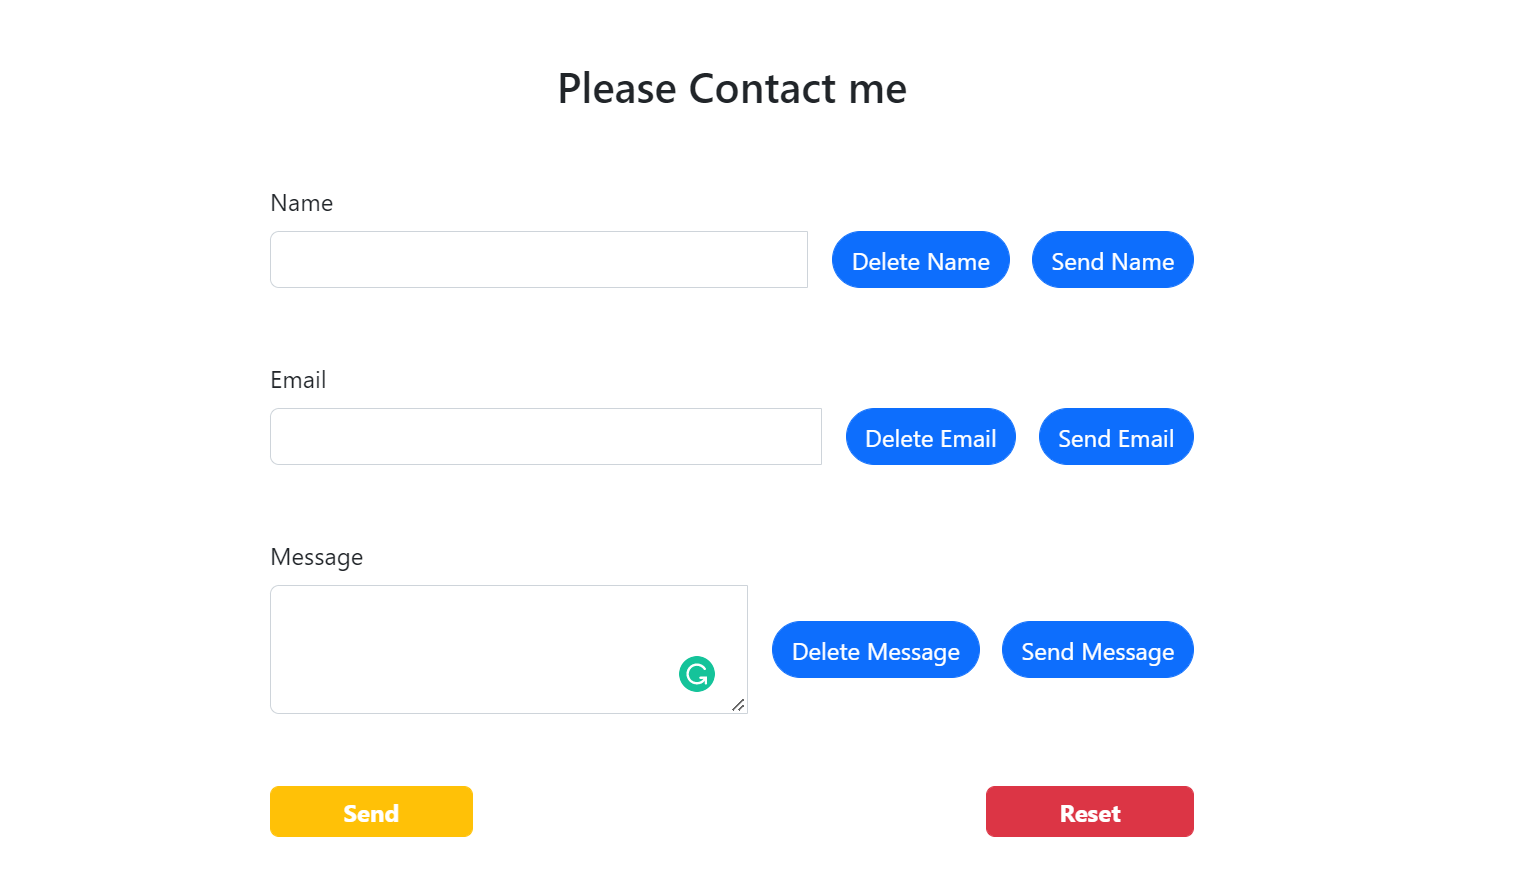 Please Contact me
Name
Delete Name Send Name
Email
Delete Email Send Email
Message
Delete Message Send Message
Send Reset